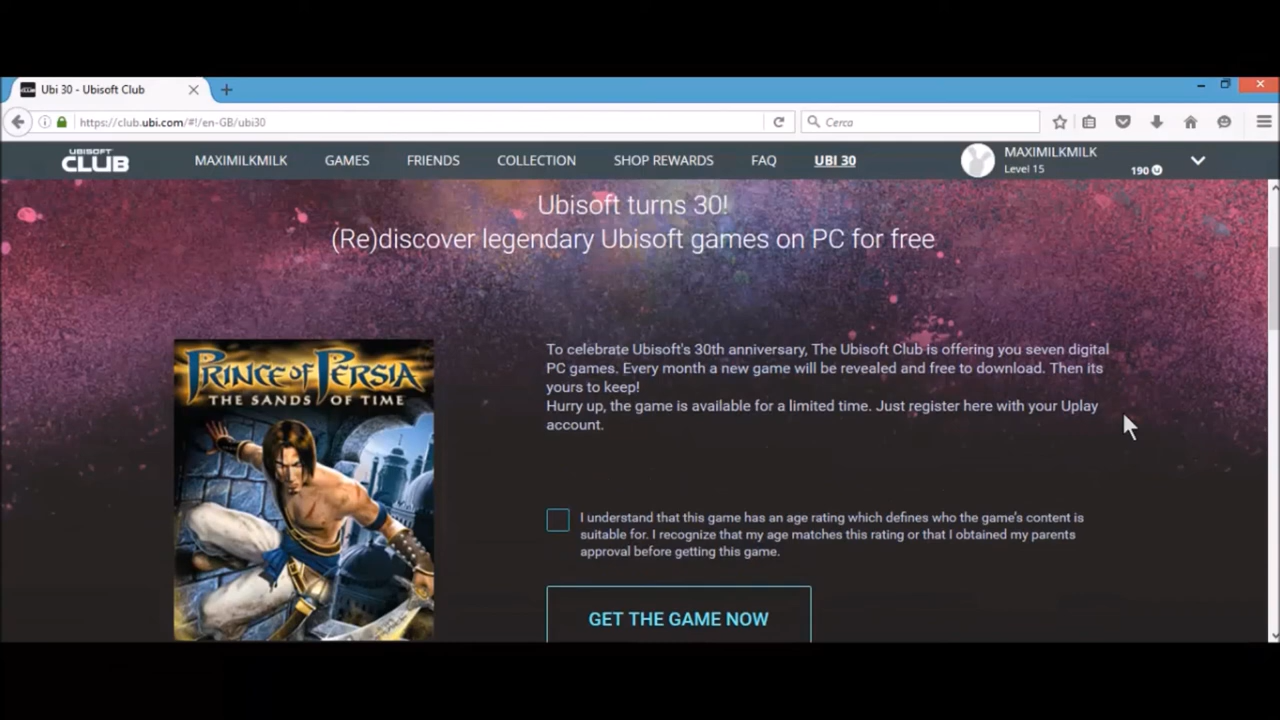 Ubi 30 - Ubisoft Club
https://club.ubi.com/#!/en-GB/ubi30
Cerca
UBISOFT
CLUB
MAXIMILKMILK
GAMES
FRIENDS
COLLECTION
SHOP REWARDS
FAQ
UBI 30
MAXIMILKMILK
Level 15
190
Ubisoft turns 30!
(Re)discover legendary Ubisoft games on PC for free
PRINCE OF PERSIA
THE SANDS OF TIME
To celebrate Ubisoft's 30th anniversary, The Ubisoft Club is offering you seven digital
PC games. Every month a new game will be revealed and free to download. Then its
yours to keep!
Hurry up, the game is available for a limited time. Just register here with your Uplay
account.
I understand that this game has an age rating which defines who the game's content is
suitable for. I recognize that my age matches this rating or that I obtained my parents
approval before getting this game.
GET THE GAME NOW